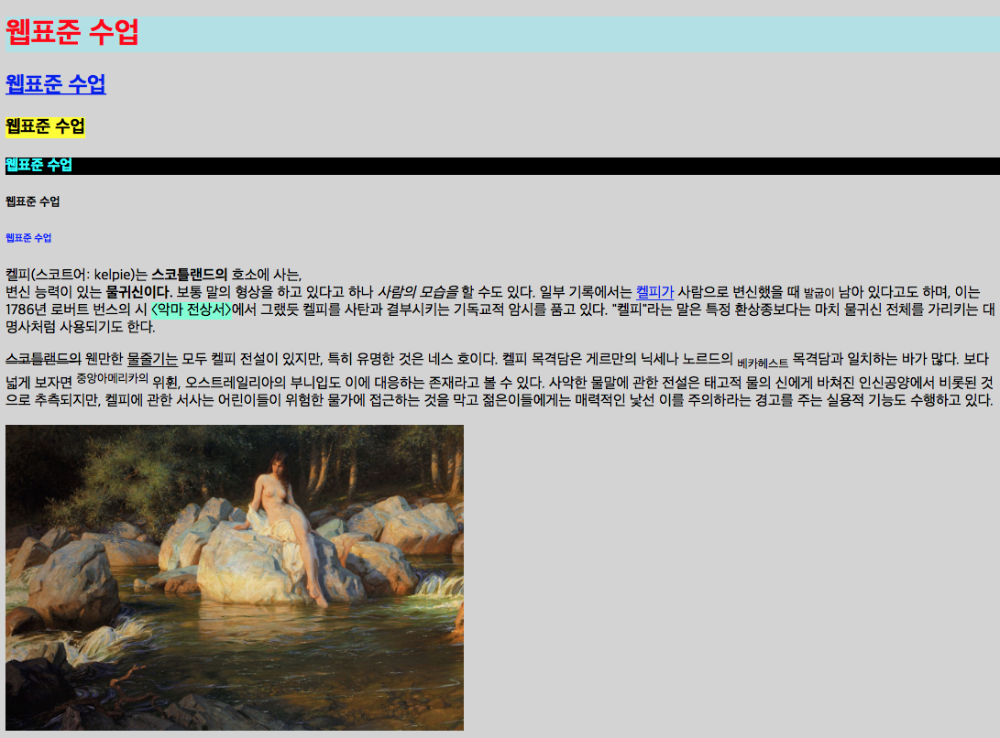 웹표준 수업
웹표준 수업
웹표준 수업
웹표준 수업
웹표준 수업
웹표준 수업
켈피(스코트어: kelpie)는 스코틀랜드의 호소에 사는,
변신 능력이 있는 물귀신이다. 보통 말의 형상을 하고 있다고 하나 사람의 모습을 할 수도 있다. 일부 기록에서는 켈피가 사람으로 변신했을 때 발굽이 남아 있다고도 하며, 이는
1786년 로버트 번스의 시 〈악마 전상서〉에서 그랬듯 켈피를 사탄과 결부시키는 기독교적 암시를 품고 있다. "켈피"라는 말은 특정 환상종보다는 마치 물귀신 전체를 가리키는 대
명사처럼 사용되기도 한다.
스코틀랜드의 웬만한 물줄기는 모두 켈피 전설이 있지만, 특히 유명한 것은 네스 호이다. 켈피 목격담은 게르만의 닉세나 노르드의 베카헤스트 목격담과 일치하는 바가 많다. 보다
넓게 보자면 중앙아메리카의 위휜, 오스트레일리아의 부니입도 이에 대응하는 존재라고 볼 수 있다. 사악한 물말에 관한 전설은 태고적 물의 신에게 바쳐진 인신공양에서 비롯된 것
으로 추측되지만, 켈피에 관한 서사는 어린이들이 위험한 물가에 접근하는 것을 막고 젊은이들에게는 매력적인 낯선 이를 주의하라는 경고를 주는 실용적 기능도 수행하고 있다.